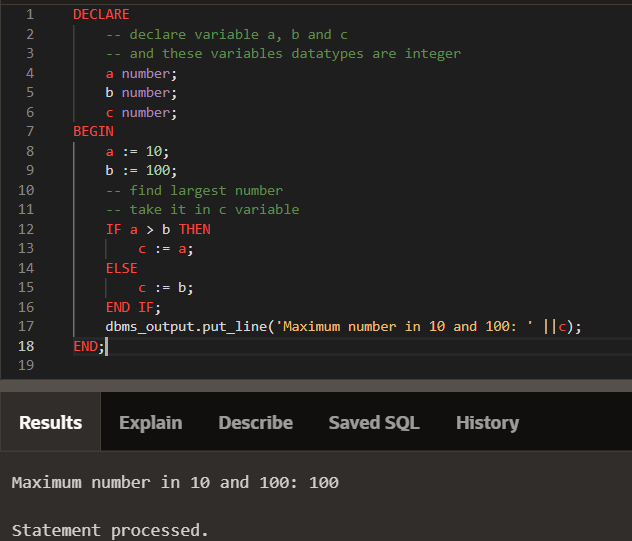 1 DECLARE
2 -- declare variable a, b and c
3 -- and these variables datatypes are integer
4 a number;
5 b number;
6 c number;
7 BEGIN
8 a := 10;
9 b := 100;
10 -- find largest number
11 -- take it in c variable
12 IF a > b THEN
13 c := a;
14 ELSE
15 c := b;
16 END IF;
17 dbms_output.put_line('Maximum number in 10 and 100: ' ||c);
18 END;
19
Results Explain Describe Saved SQL History
Maximum number in 10 and 100: 100
Statement processed.